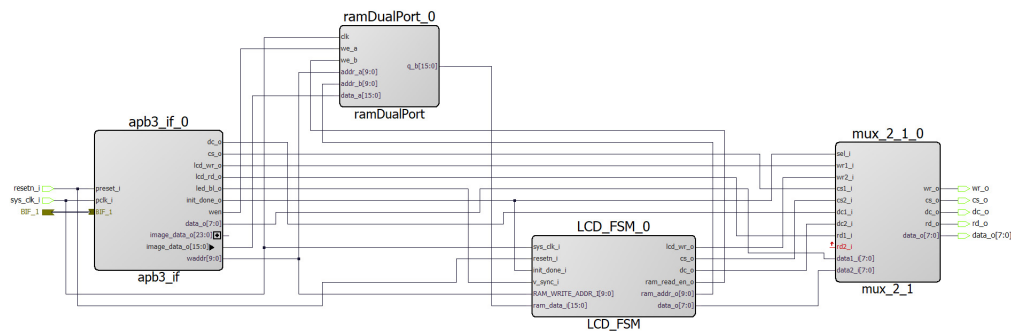 ramDualPort_0
clk
we_a
we_b
addr_a[9:0]
addr_b[9:0]
data_a[15:0]
q_b[15:0]
ramDualPort
apb3_if_0
preset_i
pclk_i
BIF_1
dc_o
cs_o
lcd_wr_o
lcd_rd_o
led_bl_o
init_done_o
wen
data_o[7:0]
image_data_o[23:0]
image_data_o[15:0]
waddr[9:0]
apb3_if
resetn_i
sys_clk_i
BIF_1
LCD_FSM_0
sys_clk_i
resetn_i
init_done_i
v_sync_i
RAM_WRITE_ADDR_I[9:0]
ram_data_i[15:0]
lcd_wr_o
cs_o
dc_o
ram_read_en_o
ram_addr_o[9:0]
data_o[7:0]
LCD_FSM
mux_2_1_0
sel_i
wr1_i
wr2_i
cs1_i
cs2_i
dc1_i
dc2_i
rd1_i
rd2_i
data1_i[7:0]
data2_i[7:0]
wr_o
cs_o
dc_o
rd_o
data_o[7:0]
mux_2_1
wr_o
cs_o
dc_o
rd_o
data_o[7:0]